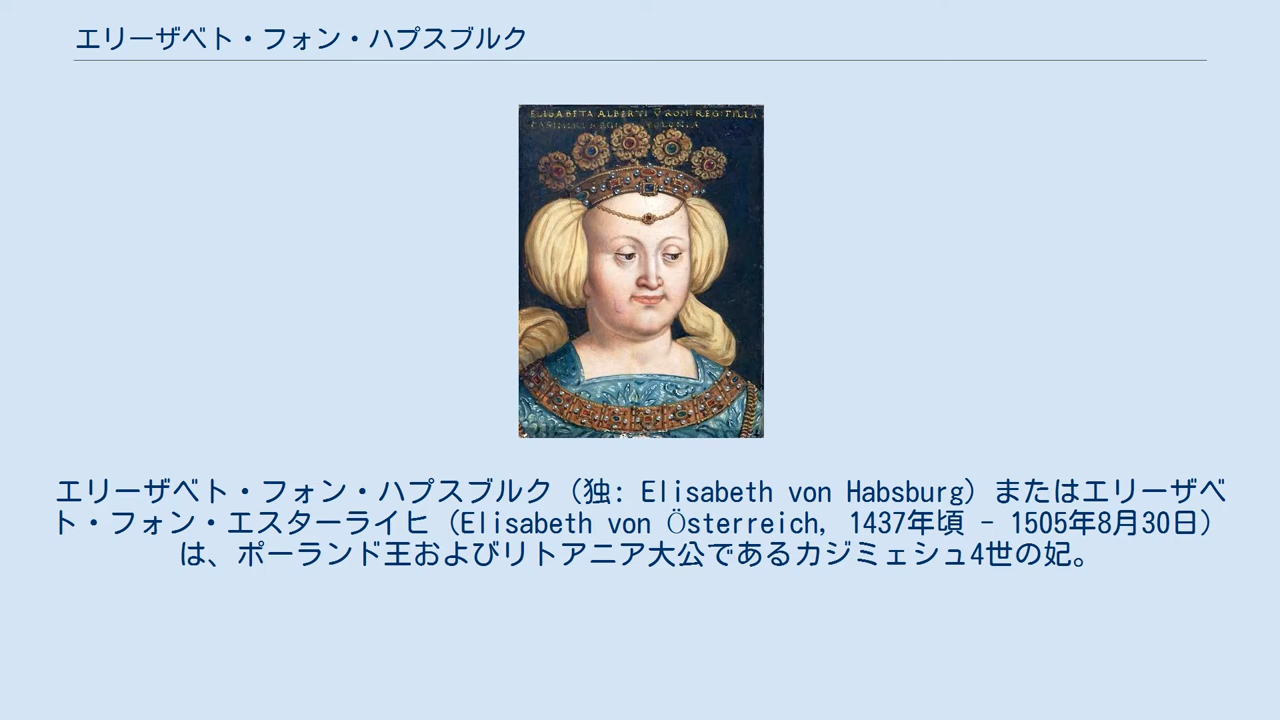 エリーザベト・フォン・ハプスブルク
ELISABETA ALBERTI V ROM REG FILIA
エリーザベト・フォン・ハプスブルク（独: Elisabeth von Habsburg）またはエリーザベ
ト・フォン・エスターライヒ（Elisabeth von Österreich, 1437年頃 - 1505年8月30日）
は、ポーランド王およびリトアニア大公であるカジミェシュ4世の妃。